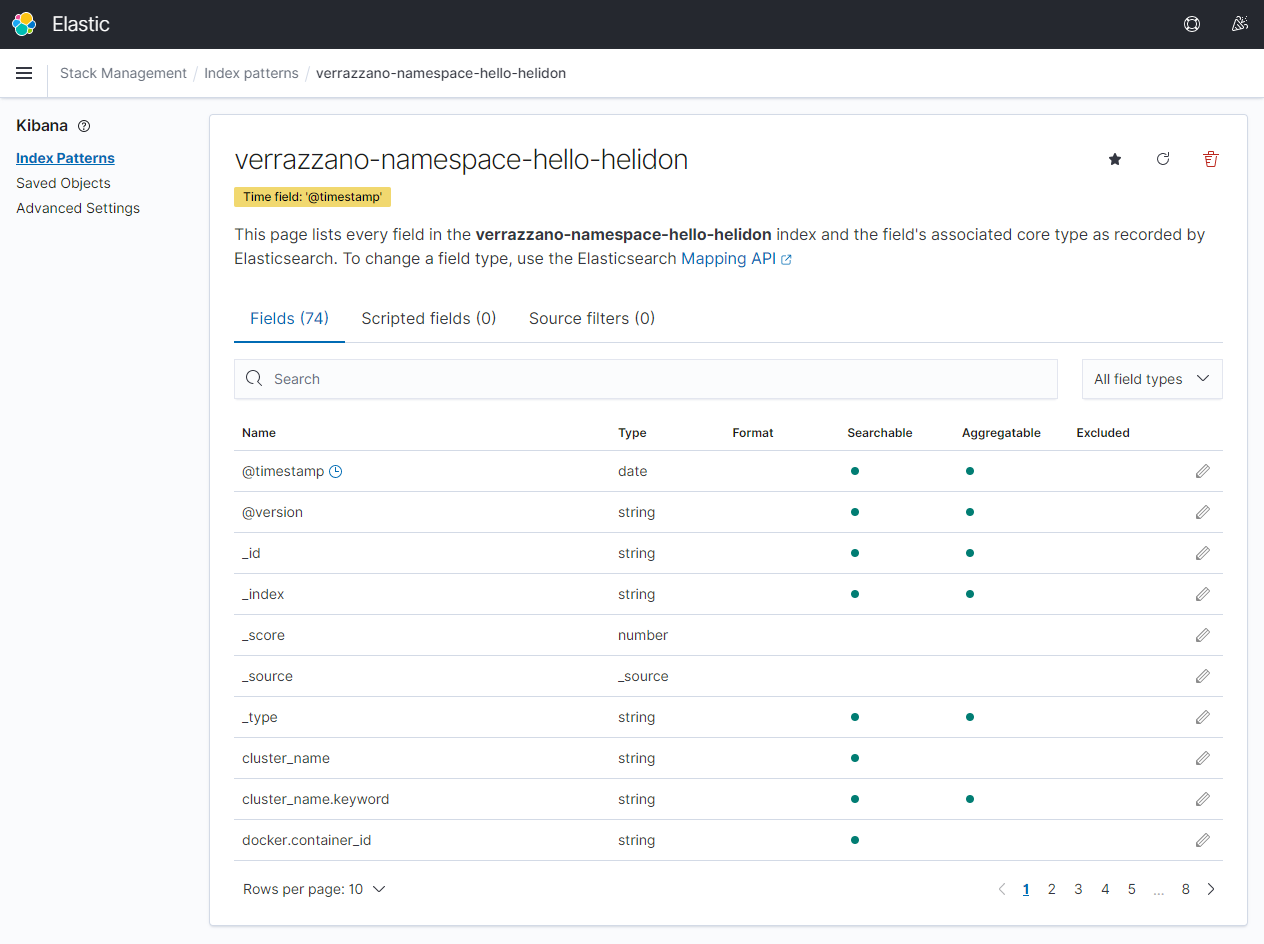 Elastic
Stack Management / Index patterns / verrazzano-namespace-hello-helidon
Kibana
Index Patterns
Saved Objects
Advanced Settings
verrazzano-namespace-hello-helidon
Time field: '@timestamp'
This page lists every field in the verrazzano-namespace-hello-helidon index and the field's associated core type as recorded by
Elasticsearch. To change a field type, use the Elasticsearch Mapping API
Fields (74) Scripted fields (0) Source filters (0)
Search All field types
Name Type Format Searchable Aggregatable Excluded
@timestamp date
@version string
_id string
_index string
_score number
_source _source
_type string
cluster_name string
cluster_name.keyword string
docker.container_id string
Rows per page: 10 1 2 3 4 5 ... 8